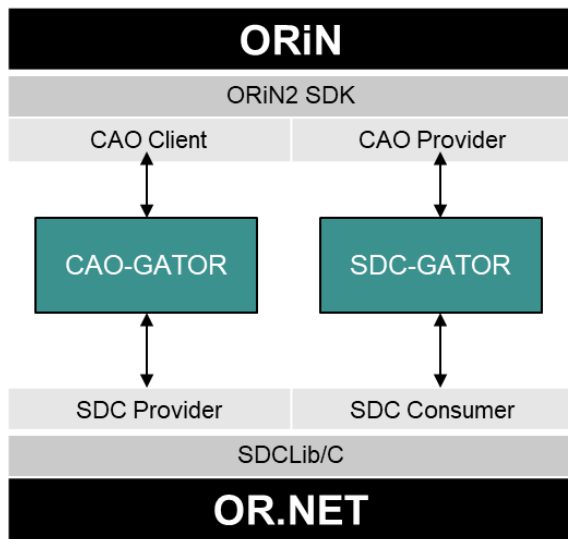 ORiN
ORiN2 SDK
CAO Client
CAO Provider
CAO-GATOR
SDC-GATOR
SDC Provider
SDC Consumer
SDCLib/C
OR.NET